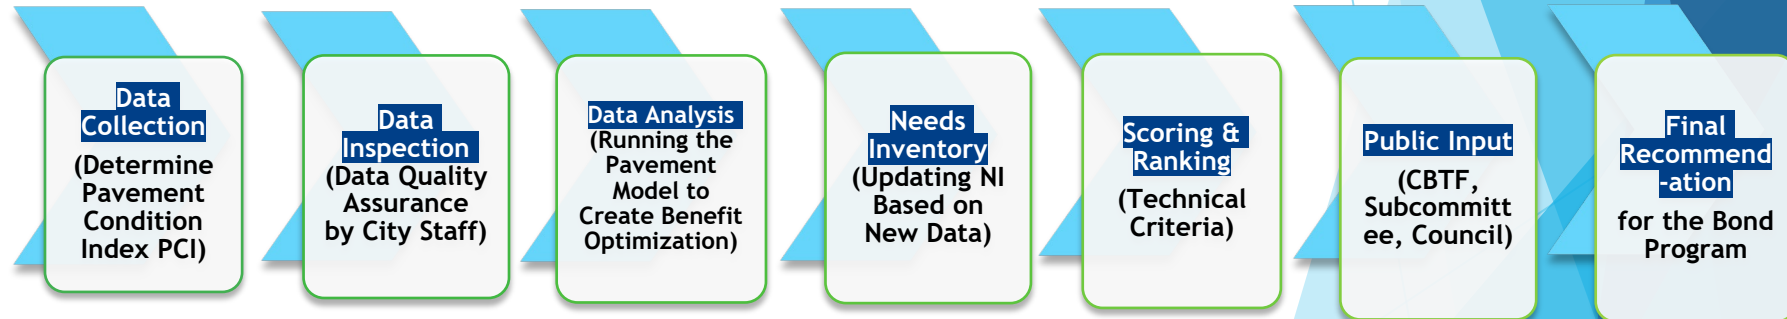 Data
Collection
(Determine
Pavement
Condition
Index PCI)
Data
Inspection
(Data Quality
Assurance
by City Staff)
Data Analysis
(Running the
Pavement
Model to
Create Benefit
Optimization)
Needs
Inventory
(Updating NI
Based on
New Data)
Scoring &
Ranking
(Technical
Criteria)
Public Input
(CBTF,
Subcommitt
ee, Council)
Final
Recommend
-ation
for the Bond
Program